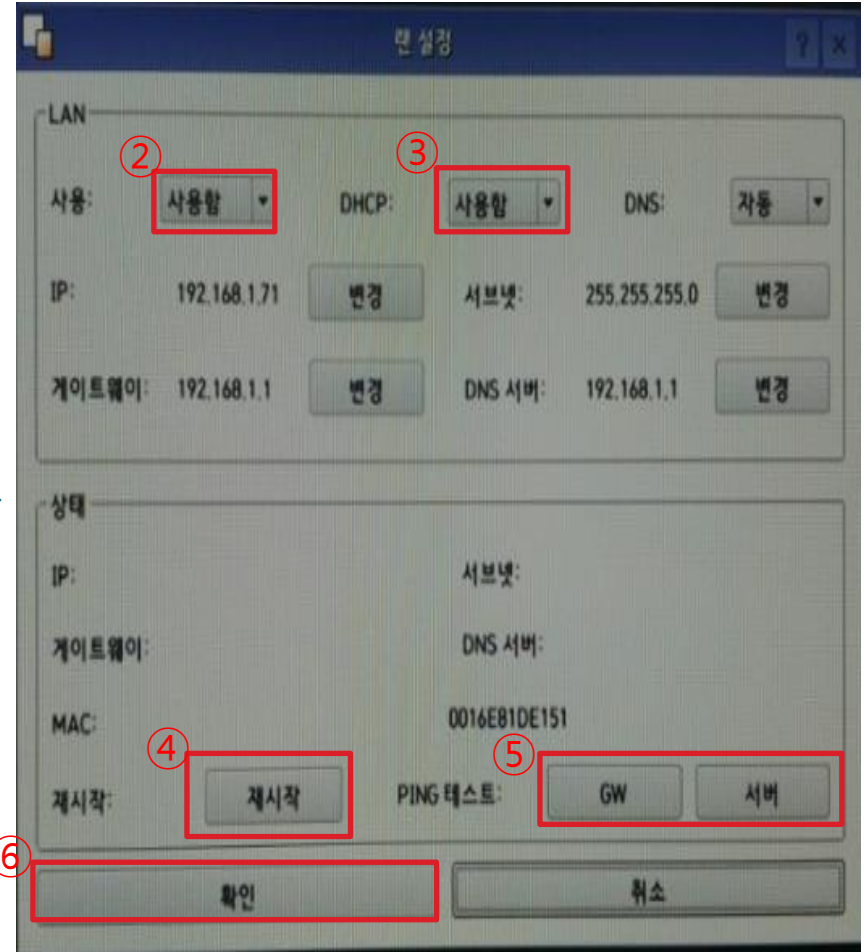 랜 설정
? x
LAN
② ③
사용: 사용함 DHCP: 사용함 DNS: 자동
IP: 192.168.1.71 변경 서브넷: 255.255.255.0 변경
게이트웨이: 192.168.1.1 변경 DNS 서버: 192.168.1.1 변경
상태
IP: 서브넷:
게이트웨이: DNS 서버:
MAC: 0016E81DE151
④ ⑤
재시작: 재시작 PING 테스트: GW 서버
⑥
확인 취소